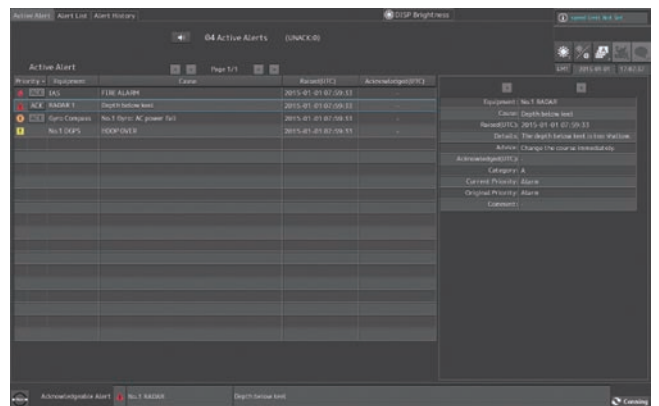 Active Alert Alert List Alert History DISP Brightness
04 Active Alerts (UNACK:0)
Active Alert Page 1/1 LMT 2015-01-01
Priority Equipment Cause Raised(UTC) Acknowledged(UTC)
ACK IAS FIRE ALARM 2015-01-01 07:59:33 -
ACK RADAR 1 Depth below keel 2015-01-01 07:59:33 -
ACK Gyro Compass No.1 Gyro: AC power fail 2015-01-01 07:59:33 -
No.1 DGPS 2015-01-01 07:59:33 -
Equipment: No.1 RADAR
Cause: Depth below keel
Raised(UTC): 2015-01-01 07:59:33
Details: The depth below keel is too shallow.
Advice: Change the course immediately.
Acknowledged(UTC): -
Category: A
Current Priority: Alarm
Original Priority: Alarm
Comment: -
Acknowledgeable Alert No.1 RADAR Depth below keel Conning